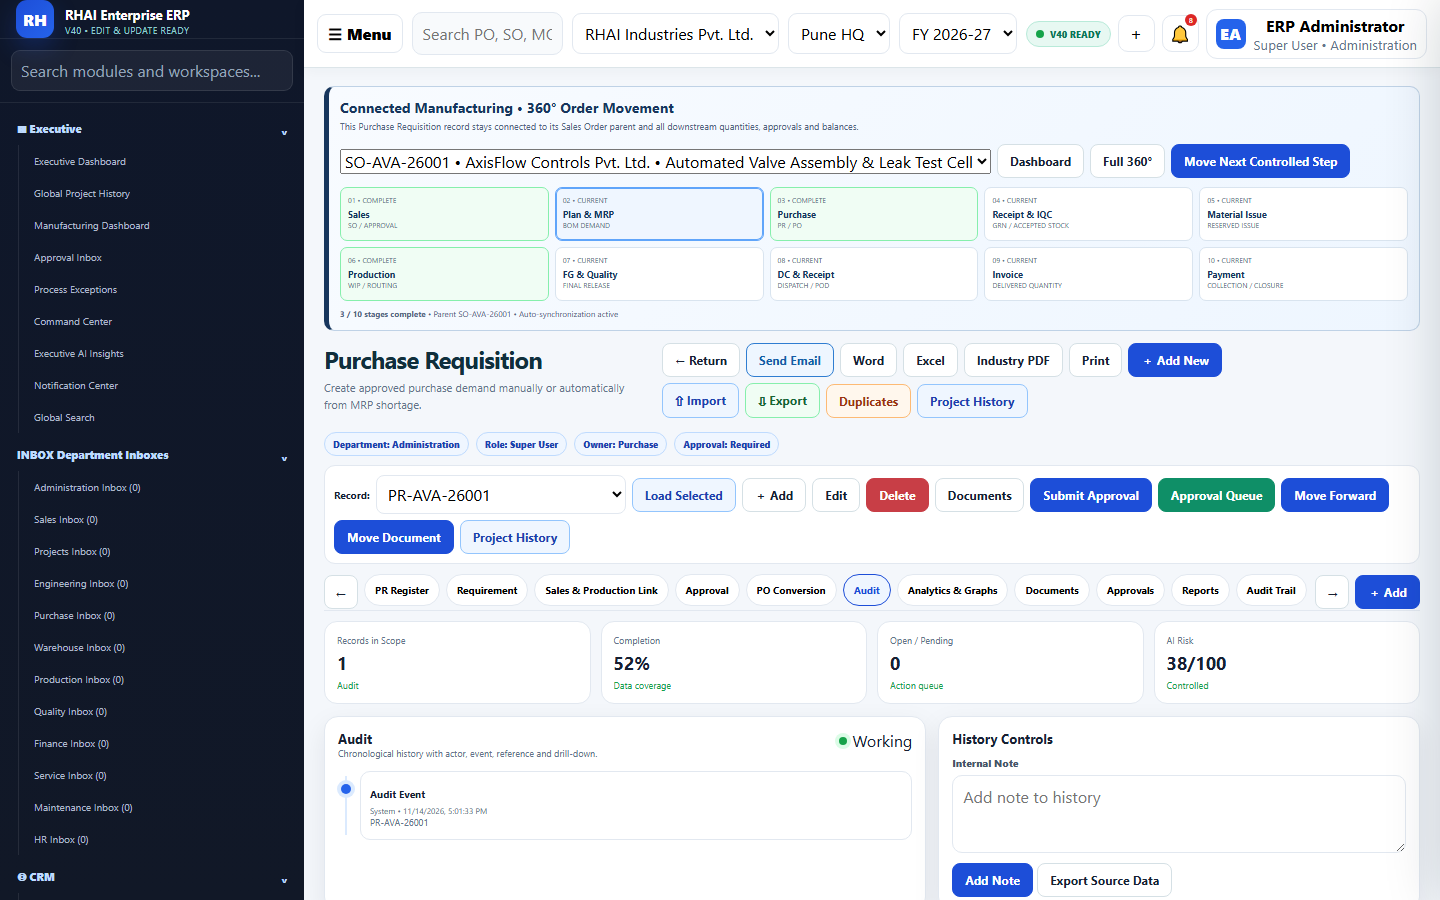 RH
RHAI Enterprise ERP
V40 • EDIT & UPDATE READY
Search modules and workspaces...
Executive
Executive Dashboard
Global Project History
Manufacturing Dashboard
Approval Inbox
Process Exceptions
Command Center
Executive AI Insights
Notification Center
Global Search
INBOX Department Inboxes
Administration Inbox (0)
Sales Inbox (0)
Projects Inbox (0)
Engineering Inbox (0)
Purchase Inbox (0)
Warehouse Inbox (0)
Production Inbox (0)
Quality Inbox (0)
Finance Inbox (0)
Service Inbox (0)
Maintenance Inbox (0)
HR Inbox (0)
CRM
☰ Menu
Search PO, SO, MO
RHAI Industries Pvt. Ltd.
Pune HQ
FY 2026-27
V40 READY
+
8
EA
ERP Administrator
Super User • Administration
Connected Manufacturing • 360° Order Movement
This Purchase Requisition record stays connected to its Sales Order parent and all downstream quantities, approvals and balances.
SO-AVA-26001 • AxisFlow Controls Pvt. Ltd. • Automated Valve Assembly & Leak Test Cell
Dashboard
Full 360°
Move Next Controlled Step
01 • COMPLETE
Sales
SO / APPROVAL
02 • CURRENT
Plan & MRP
BOM DEMAND
03 • COMPLETE
Purchase
PR / PO
04 • CURRENT
Receipt & IQC
GRN / ACCEPTED STOCK
05 • CURRENT
Material Issue
RESERVED ISSUE
06 • COMPLETE
Production
WIP / ROUTING
07 • CURRENT
FG & Quality
FINAL RELEASE
08 • CURRENT
DC & Receipt
DISPATCH / POD
09 • CURRENT
Invoice
DELIVERED QUANTITY
10 • CURRENT
Payment
COLLECTION / CLOSURE
3 / 10 stages complete • Parent SO-AVA-26001 • Auto-synchronization active
Purchase Requisition
Create approved purchase demand manually or automatically
from MRP shortage.
← Return
Send Email
Word
Excel
Industry PDF
Print
+ Add New
⇧ Import
⇩ Export
Duplicates
Project History
Department: Administration
Role: Super User
Owner: Purchase
Approval: Required
Record:
PR-AVA-26001
Load Selected
+ Add
Edit
Delete
Documents
Submit Approval
Approval Queue
Move Forward
Move Document
Project History
←
PR Register
Requirement
Sales & Production Link
Approval
PO Conversion
Audit
Analytics & Graphs
Documents
Approvals
Reports
Audit Trail
→
+ Add
Records in Scope
1
Audit
Completion
52%
Data coverage
Open / Pending
0
Action queue
AI Risk
38/100
Controlled
Audit
Chronological history with actor, event, reference and drill-down.
Working
Audit Event
System • 11/14/2026, 5:01:33 PM
PR-AVA-26001
History Controls
Internal Note
Add note to history
Add Note
Export Source Data